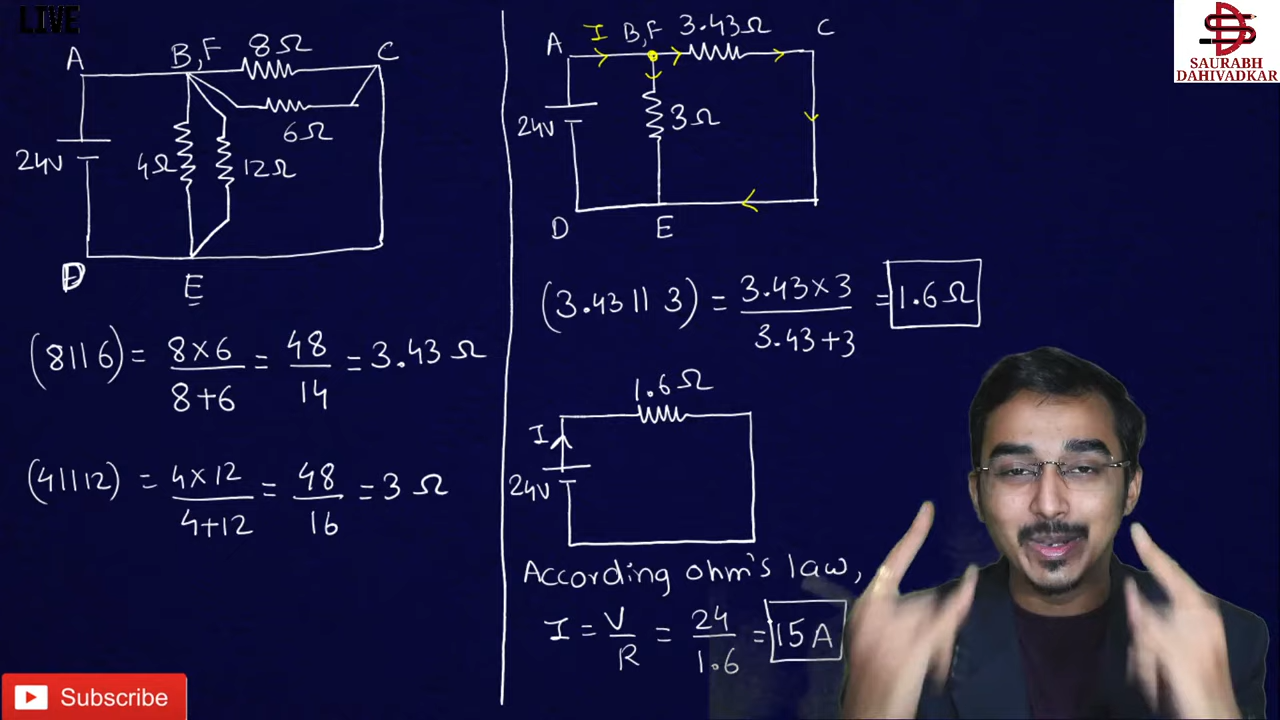 LIVE
A
B,F
8Ω
C
6Ω
24V
4Ω
12Ω
D
E
(8||6) = 8×6 / 8+6 = 48 / 14 = 3.43 Ω
(4||12) = 4×12 / 4+12 = 48 / 16 = 3 Ω
A
I
B,F
3.43Ω
C
24V
3Ω
D
E
(3.43 || 3) = 3.43×3 / 3.43+3 = 1.6Ω
1.6Ω
I
24V
According ohm's law,
I = V / R = 24 / 1.6 = 15A
SAURABH
DAHIVADKAR
Subscribe